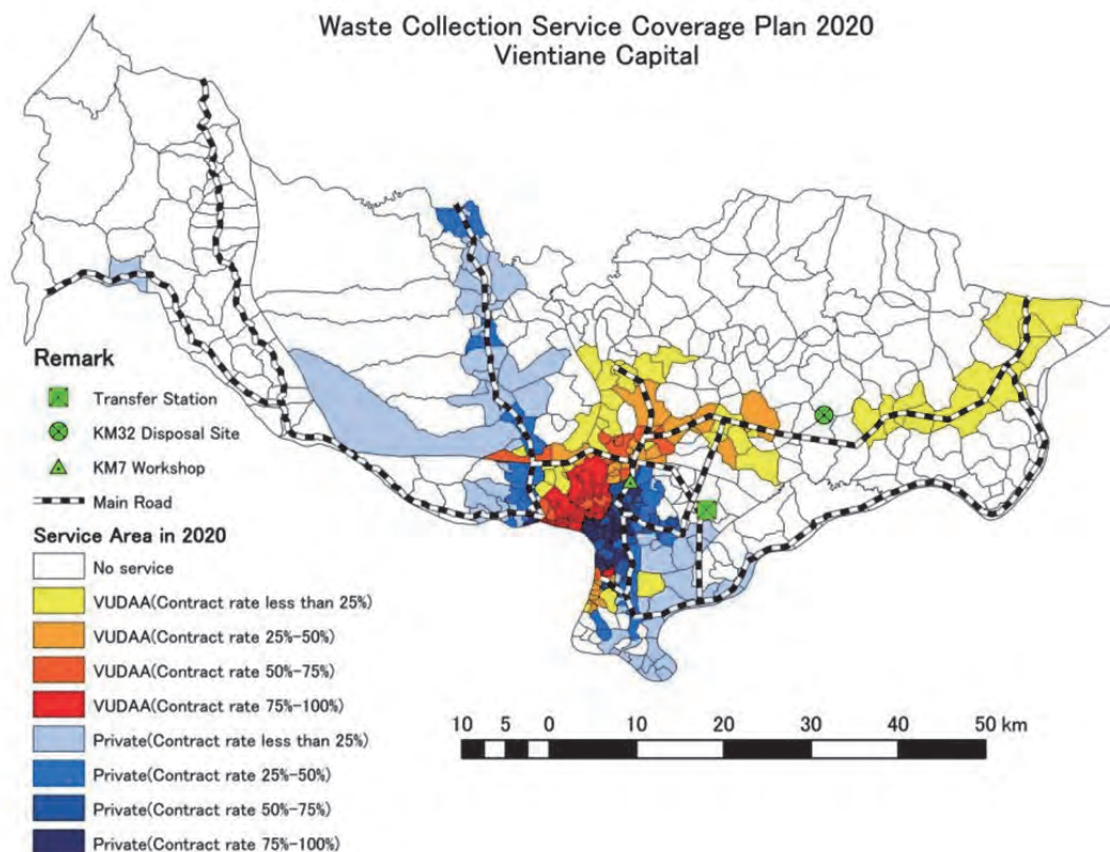 Waste Collection Service Coverage Plan 2020
Vientiane Capital
Remark
Transfer Station
KM32 Disposal Site
KM7 Workshop
Main Road
Service Area in 2020
No service
VUDAA(Contract rate less than 25%)
VUDAA(Contract rate 25%-50%)
VUDAA(Contract rate 50%-75%)
VUDAA(Contract rate 75%-100%)
Private(Contract rate less than 25%)
Private(Contract rate 25%-50%)
Private(Contract rate 50%-75%)
Private(Contract rate 75%-100%)
10 5 0 10 20 30 40 50 km